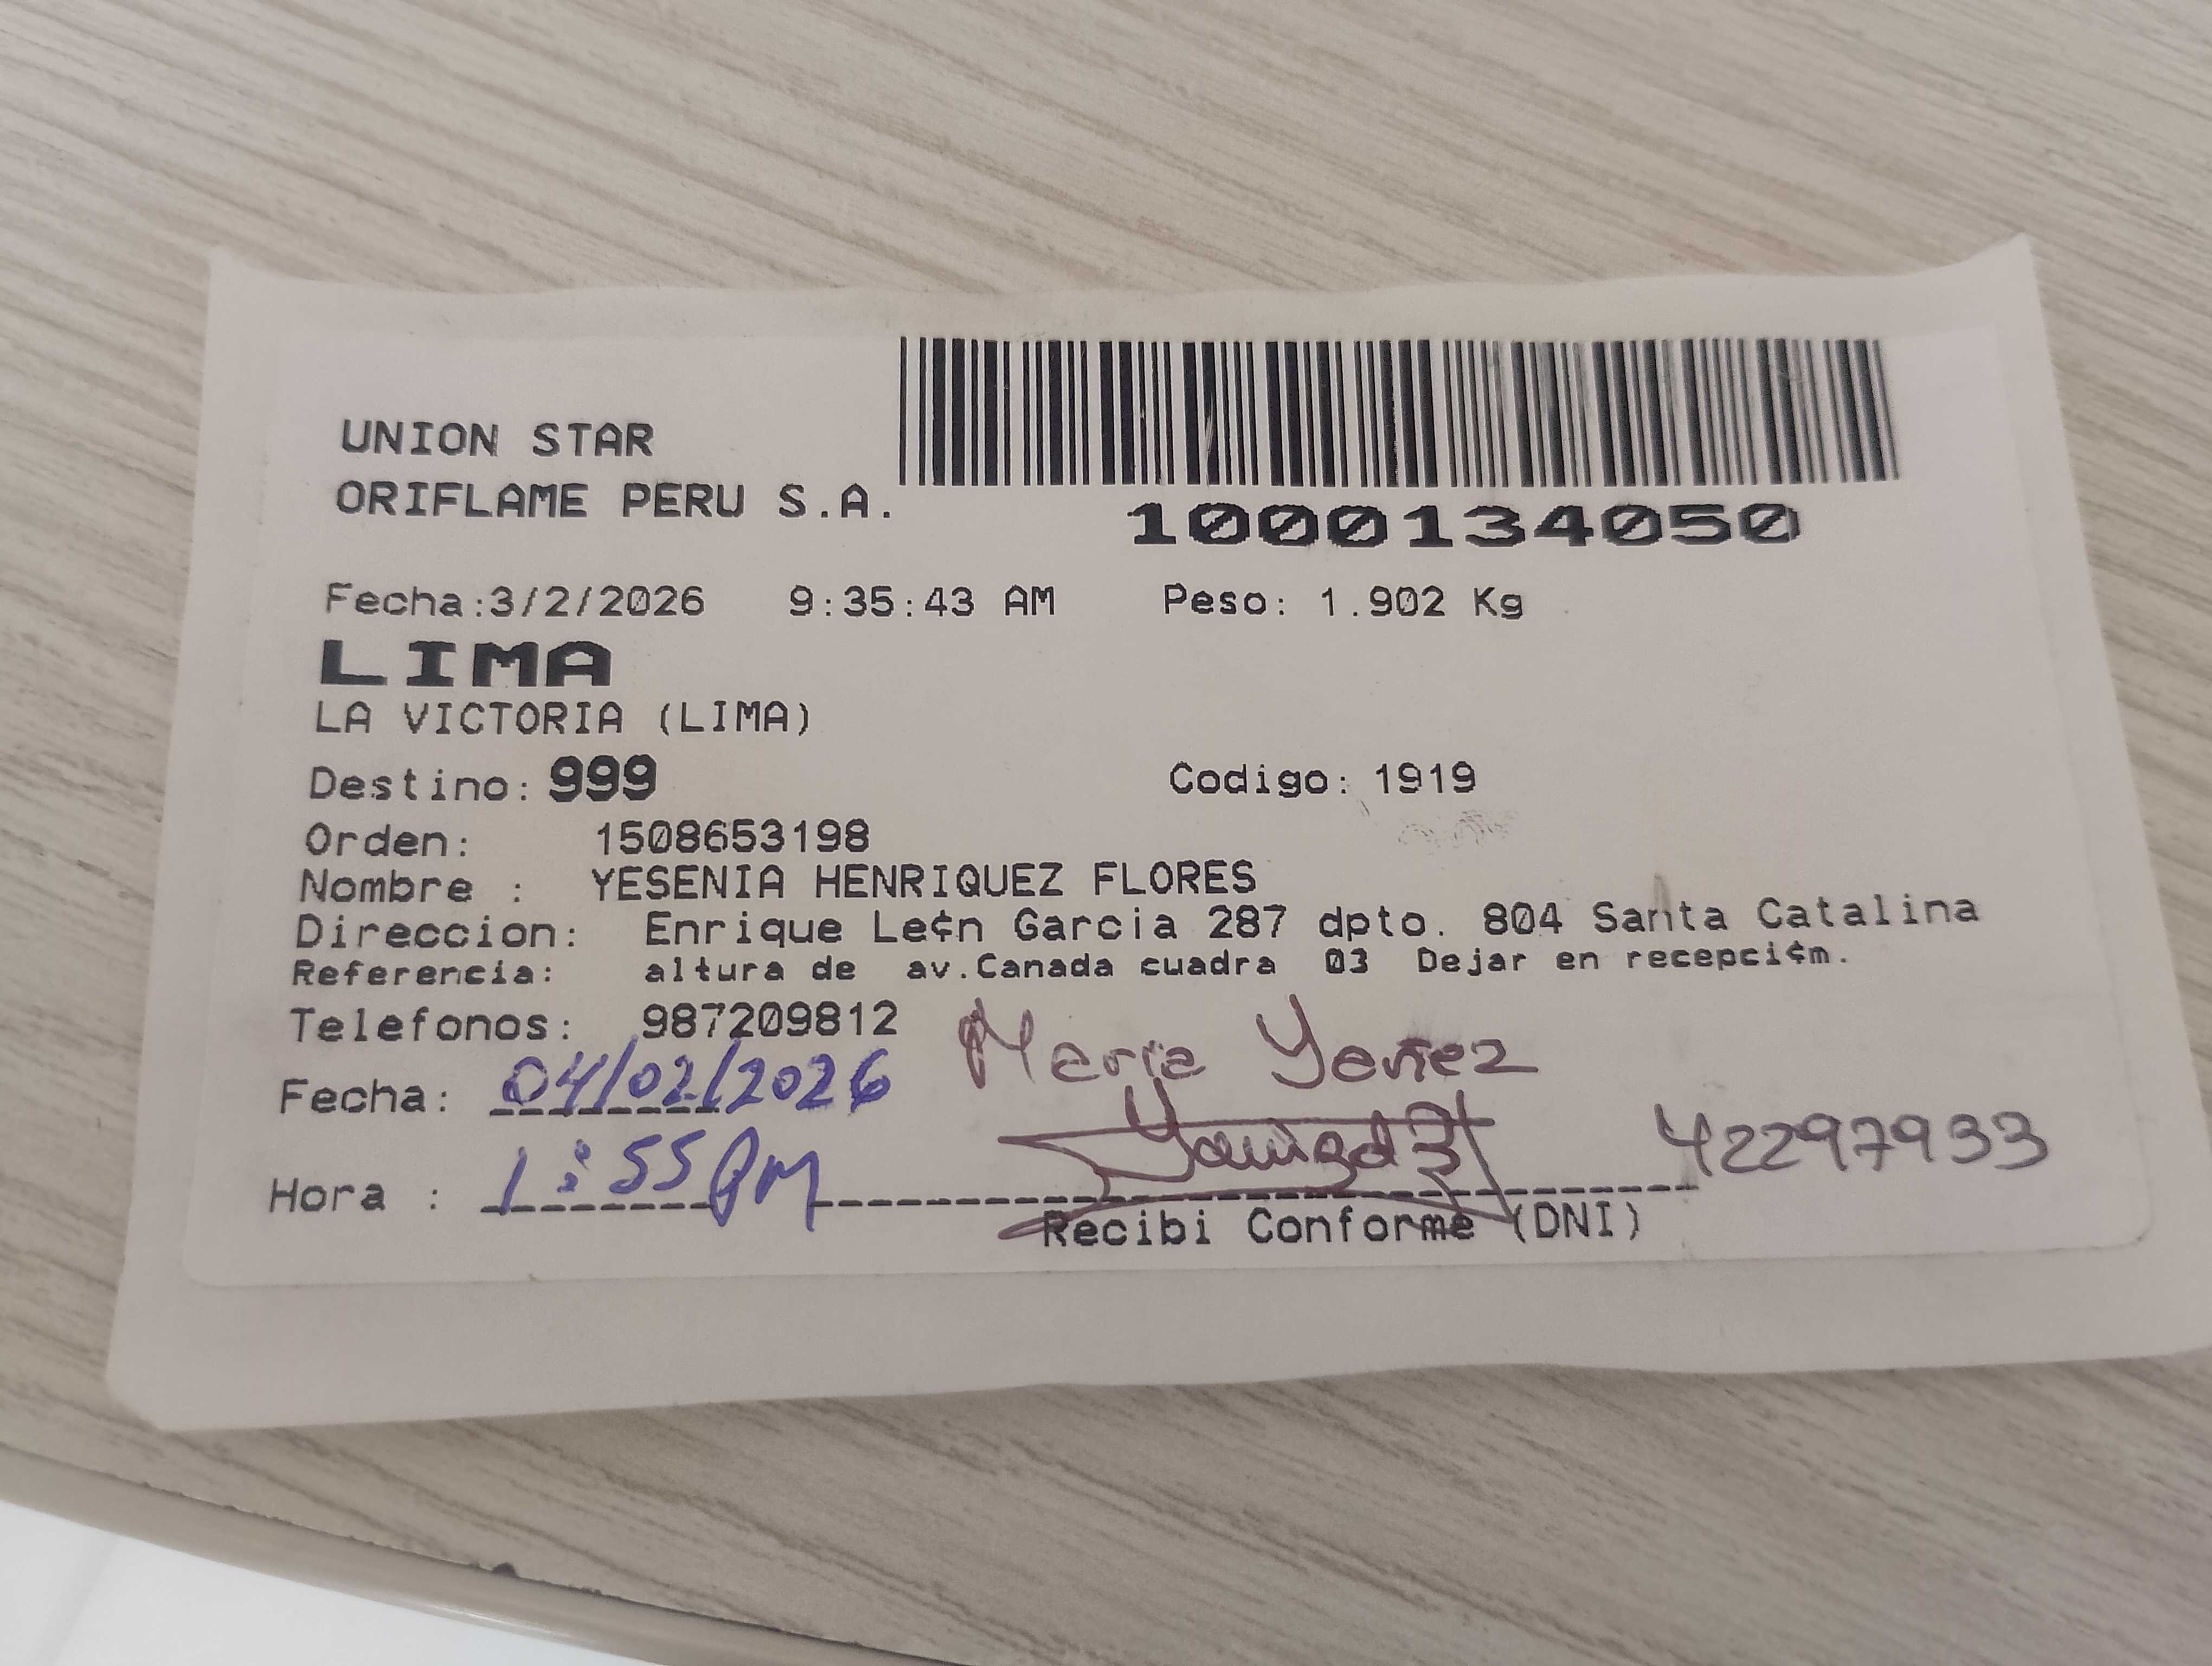 UNION STAR
ORIFLAME PERU S.A.
1000134050
Fecha:3/2/2026 9:35:43 AM Peso: 1.902 Kg
LIMA
LA VICTORIA (LIMA)
Destino: 999 Codigo: 1919
Orden: 1508653198
Nombre : YESENIA HENRIQUEZ FLORES
Direccion: Enrique Le¢n Garcia 287 dpto. 804 Santa Catalina
Referencia: altura de av.Canada cuadra 03 Dejar en recepci¢m.
Telefonos: 987209812
Maria Yañez
Fecha: 04/02/2026
42297933
Hora : 1:55 PM
Recibi Conforme (DNI)